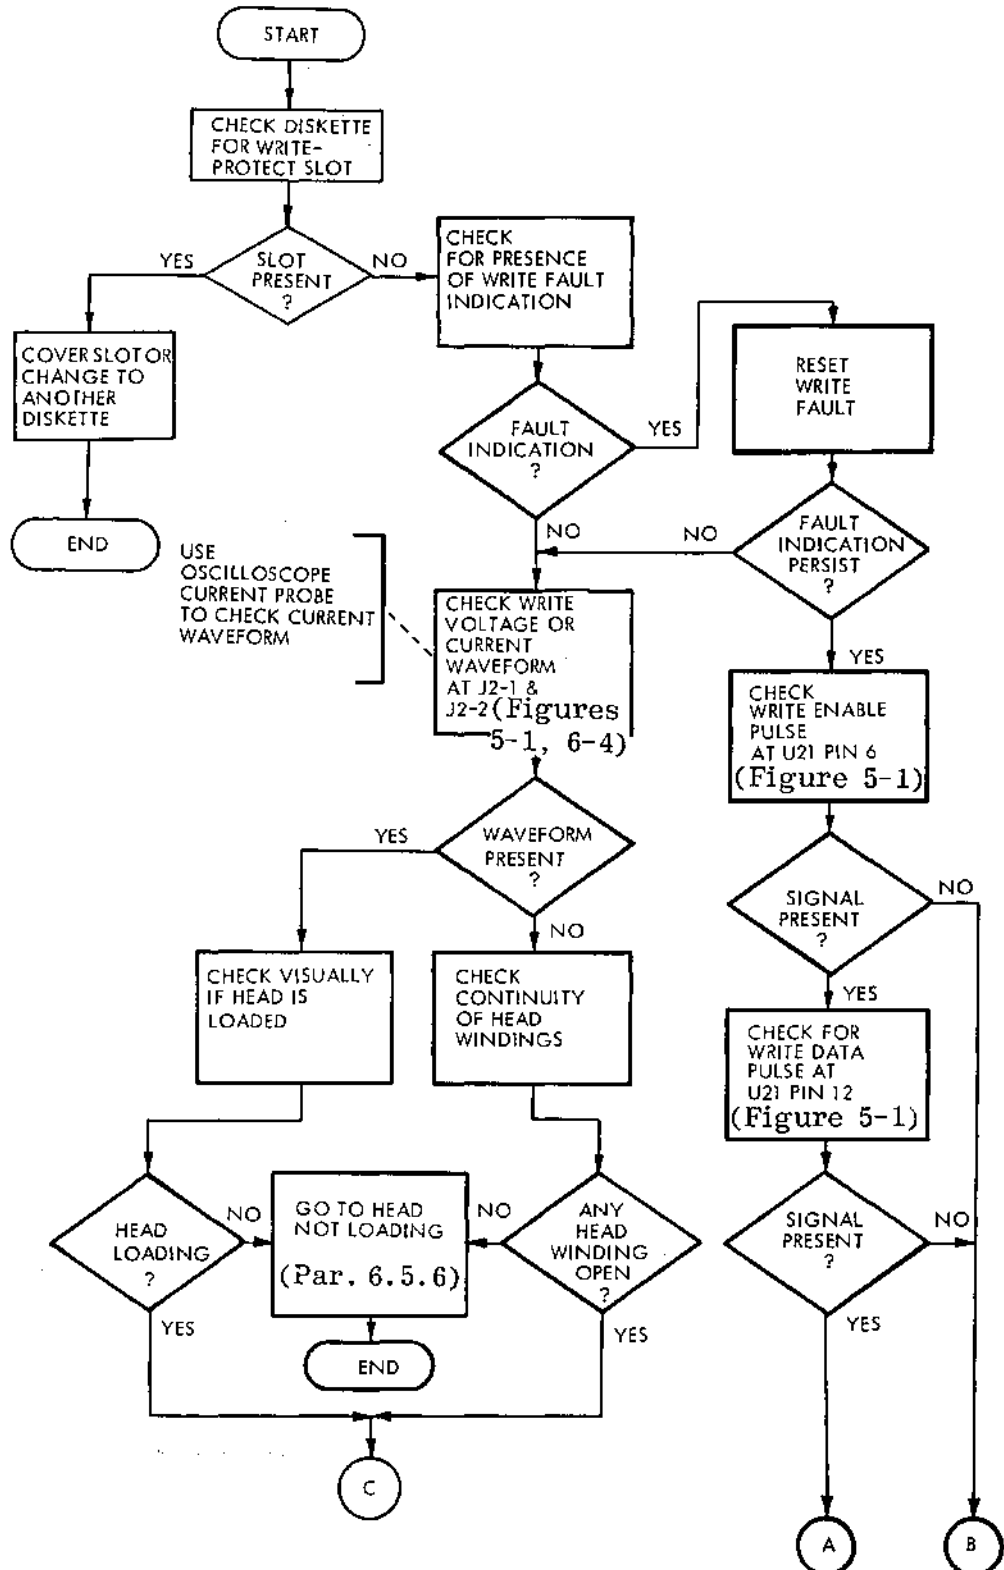 START
CHECK DISKETTE
FOR WRITE-
PROTECT SLOT
SLOT
PRESENT
?
YES
NO
CHECK
FOR PRESENCE
OF WRITE FAULT
INDICATION
COVER SLOT OR
CHANGE TO
ANOTHER
DISKETTE
END
FAULT
INDICATION
?
YES
RESET
WRITE
FAULT
NO
NO
FAULT
INDICATION
PERSIST
?
YES
USE
OSCILLOSCOPE
CURRENT PROBE
TO CHECK CURRENT
WAVEFORM
CHECK WRITE
VOLTAGE OR
CURRENT
WAVEFORM
AT J2-1 &
J2-2 (Figures
5-1, 6-4)
CHECK
WRITE ENABLE
PULSE
AT U21 PIN 6
(Figure 5-1)
YES
WAVEFORM
PRESENT
?
NO
SIGNAL
PRESENT
?
NO
YES
CHECK VISUALLY
IF HEAD IS
LOADED
CHECK
CONTINUITY
OF HEAD
WINDINGS
CHECK FOR
WRITE DATA
PULSE AT
U21 PIN 12
(Figure 5-1)
HEAD
LOADING
?
NO
YES
GO TO HEAD
NOT LOADING
(Par. 6.5.6)
END
NO
ANY
HEAD
WINDING
OPEN
?
YES
SIGNAL
PRESENT
?
NO
YES
C
A
B